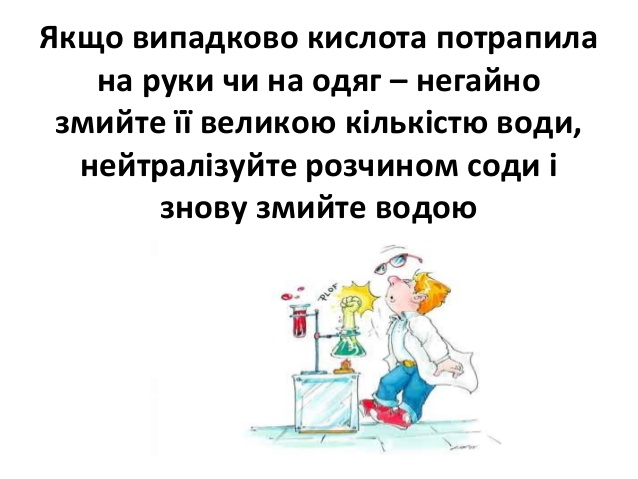 Якщо випадково кислота потрапила
на руки чи на одяг – негайно
змийте її великою кількістю води,
нейтралізуйте розчином соди і
знову змийте водою
PLOF